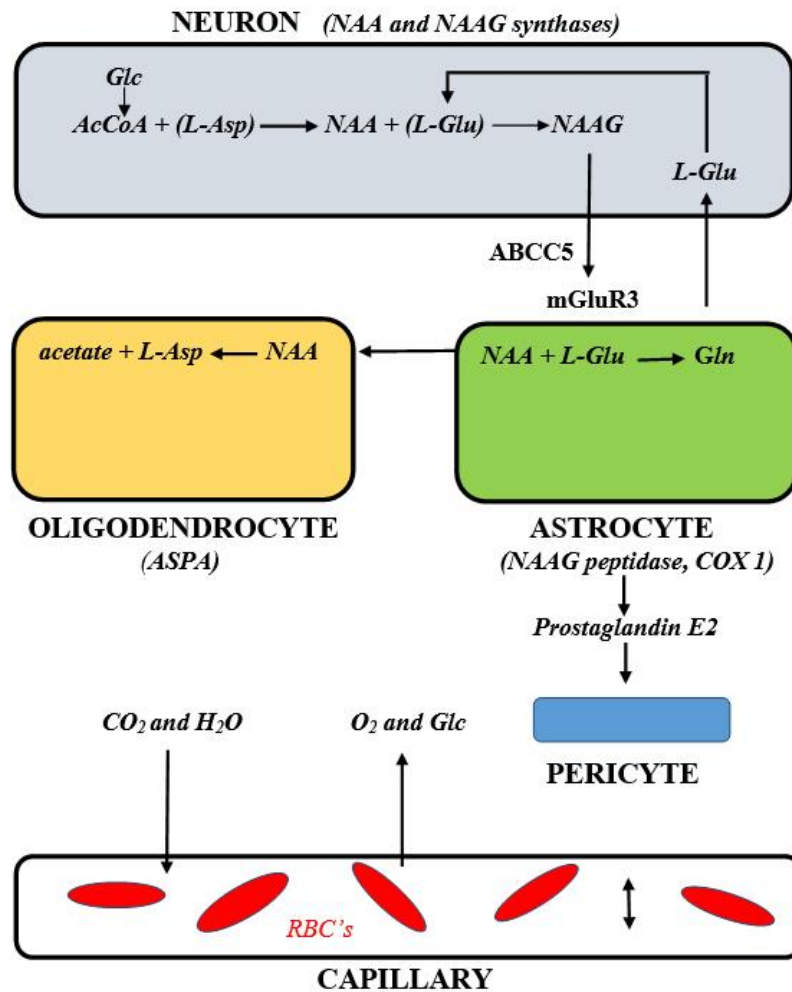 NEURON (NAA and NAAG synthases)
Glc
AcCoA + (L-Asp) NAA + (L-Glu) NAAG
L-Glu
ABCC5
mGluR3
acetate + L-Asp NAA
NAA + L-Glu Gln
OLIGODENDROCYTE
(ASPA)
ASTROCYTE
(NAAG peptidase, COX 1)
Prostaglandin E2
CO₂ and H₂O O₂ and Glc
PERICYTE
RBC's
CAPILLARY